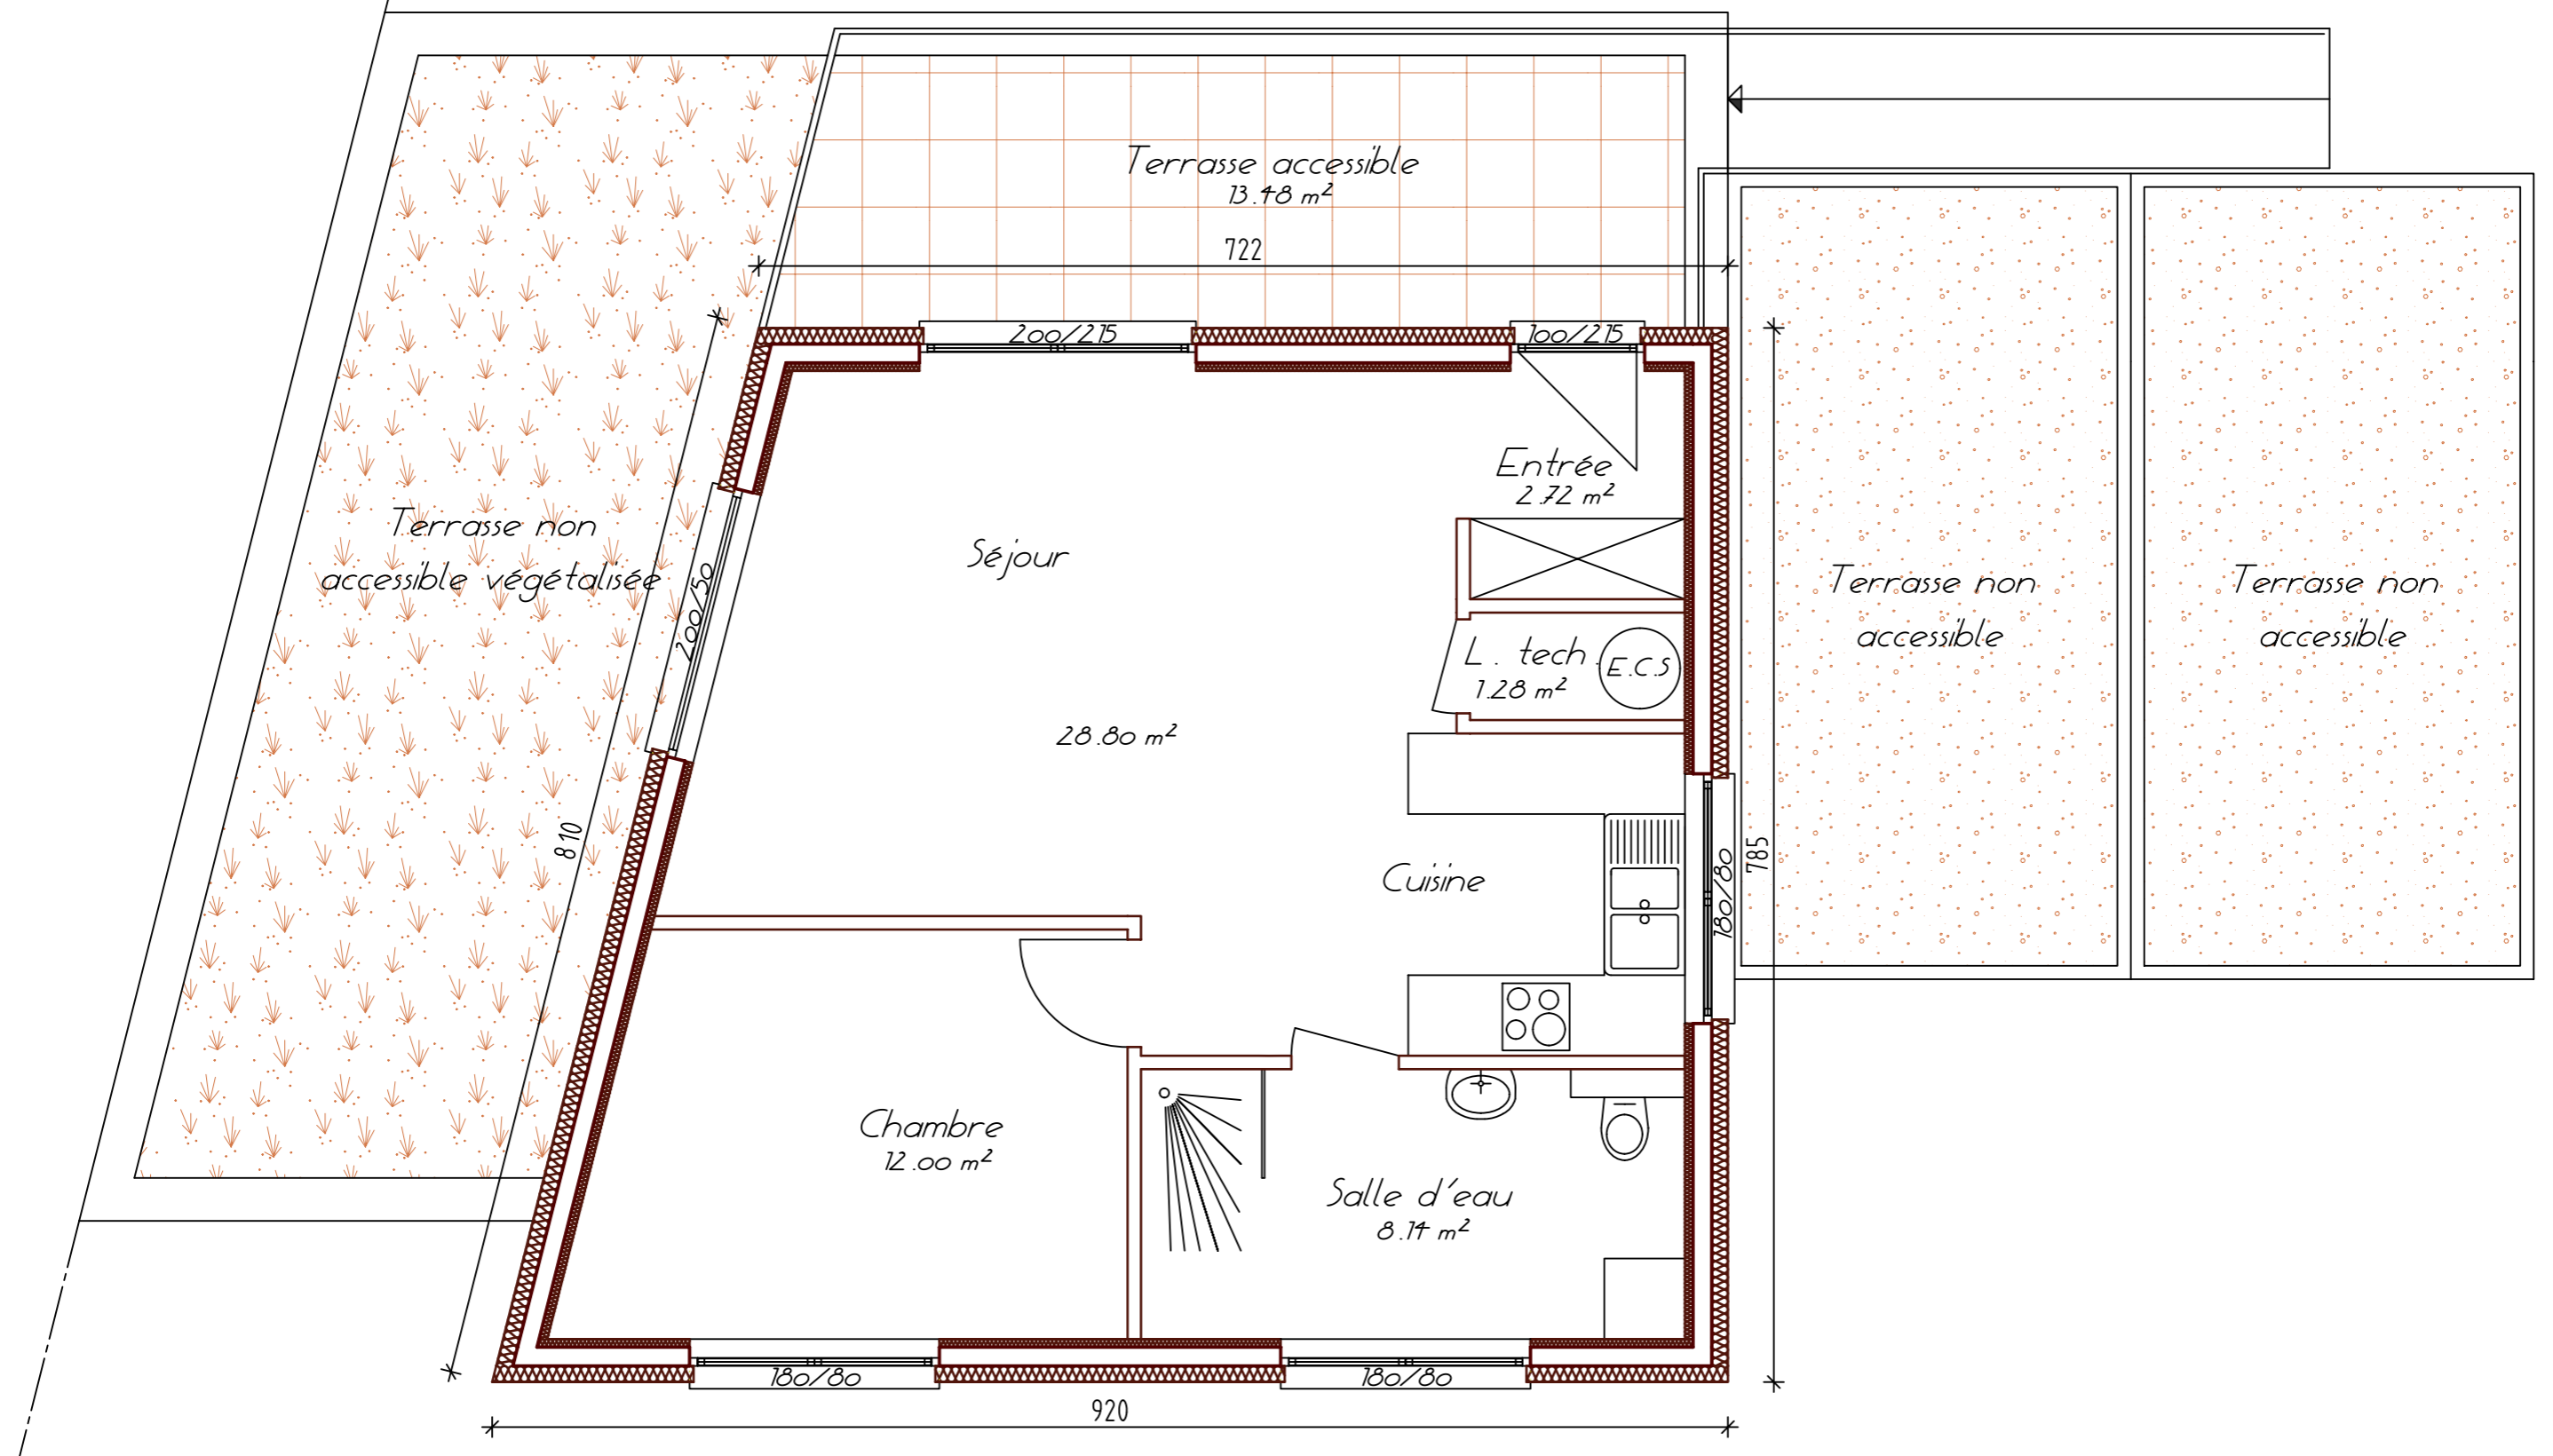 Terrasse accessible
13.48 m²
722
200/215
100/215
Entrée
2.72 m²
Séjour
Terrasse non
accessible végétalisée
200/50
Terrasse non
accessible
Terrasse non
accessible
L. tech.
1.28 m²
E.C.S
28.80 m²
810
785
180/80
Cuisine
Chambre
12.00 m²
Salle d'eau
8.14 m²
180/80
180/80
920